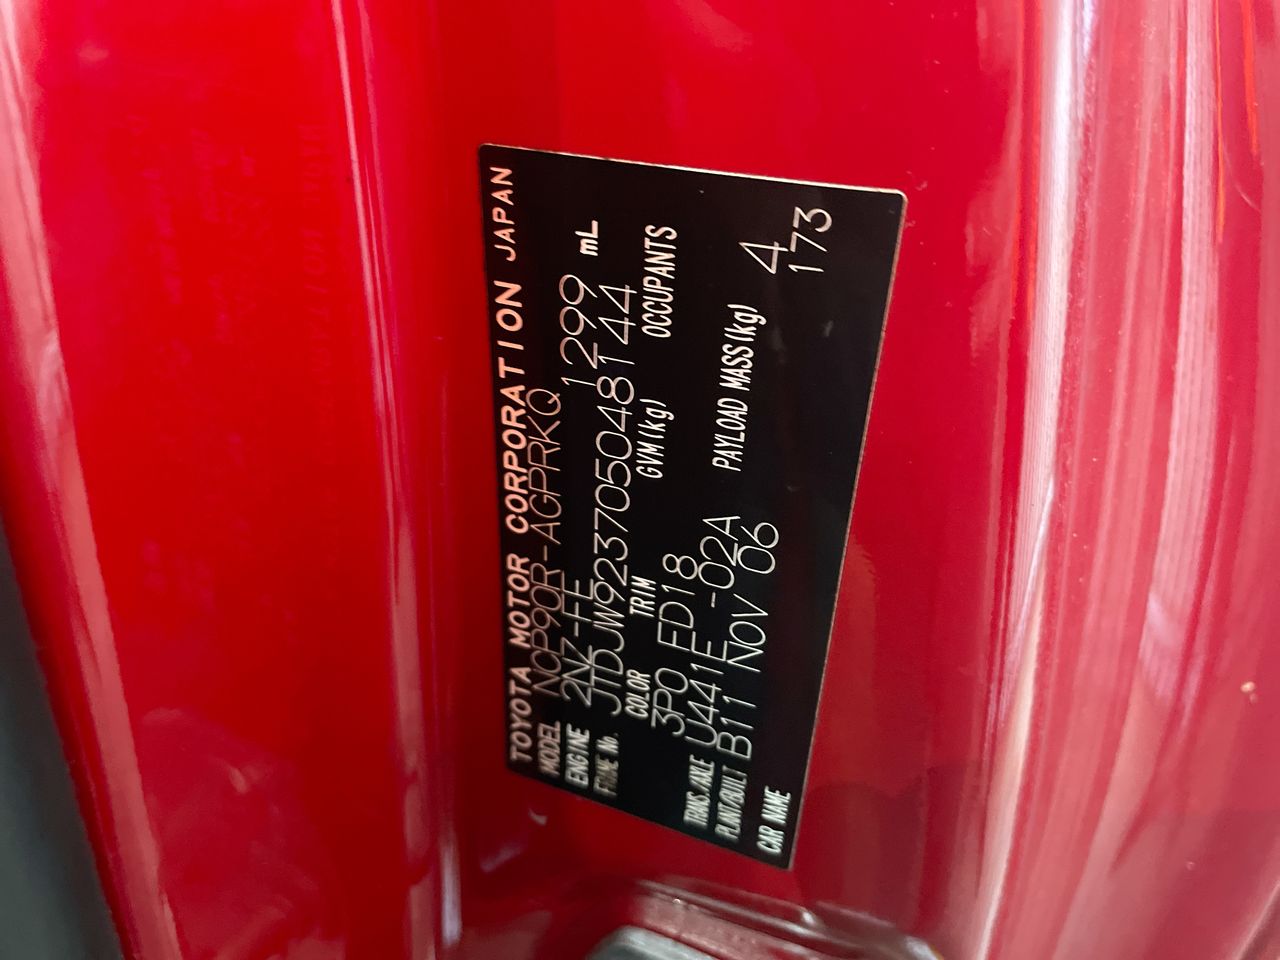 TOYOTA MOTOR CORPORATION JAPAN
MODEL NCP90R-AGPRKQ
ENGINE 2NZ-FE 1299 mL
FRAME No. JTDJW923705048144
COLOR TRIM GVM(kg) OCCUPANTS
3P0 FD18
TRANS./AXLE U441E-02A PAYLOAD MASS(kg) 4
PLANT/BUILT B11 NOV 06 173
CAR NAME